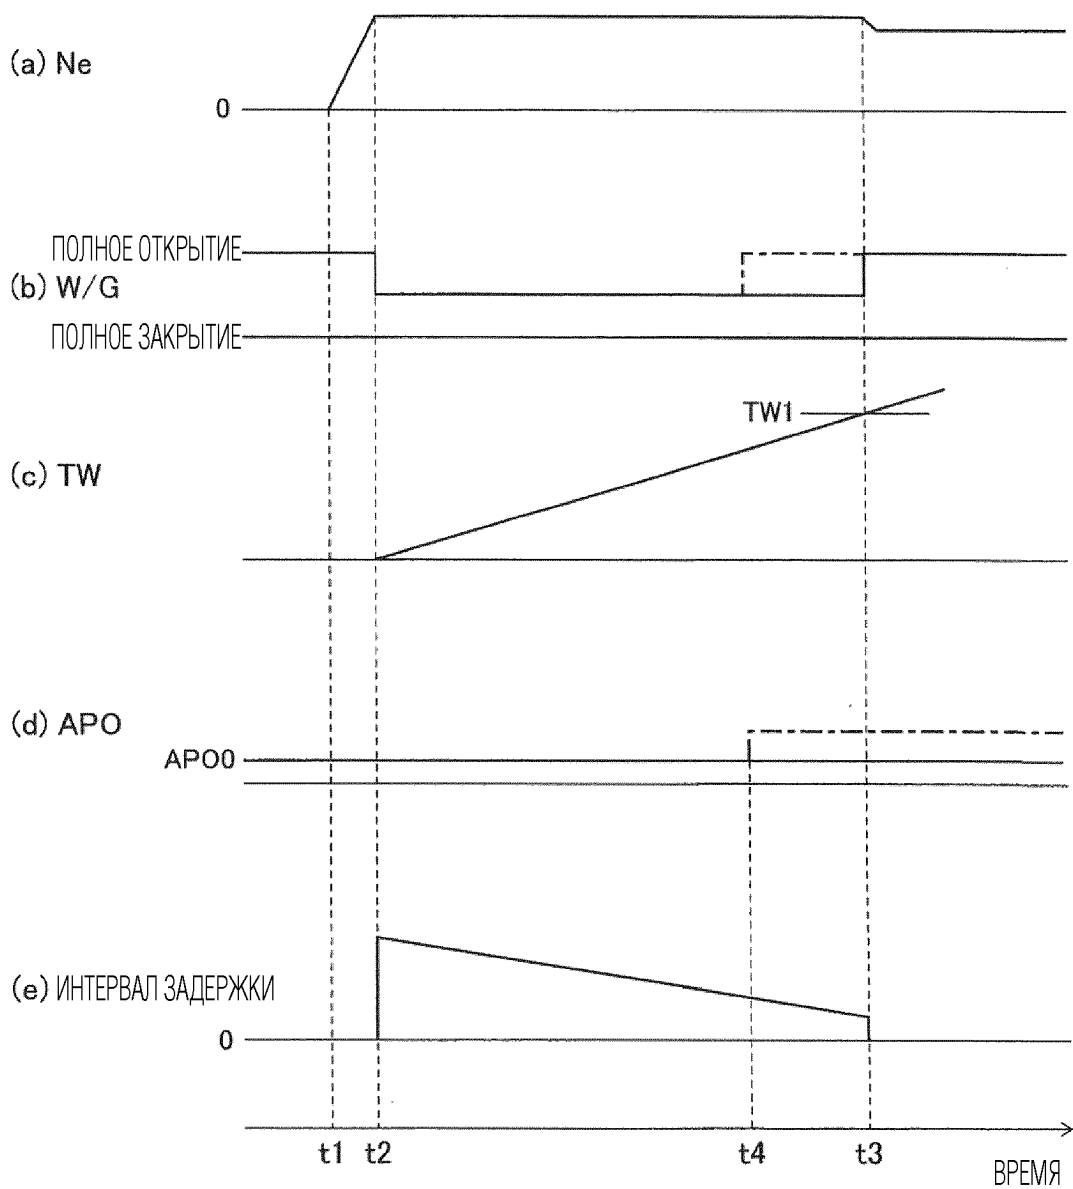 (a) Ne
0
ПОЛНОЕ ОТКРЫТИЕ
(b) W/G
ПОЛНОЕ ЗАКРЫТИЕ
TW1
(c) TW
(d) APO
APO0
(e) ИНТЕРВАЛ ЗАДЕРЖКИ
0
t1 t2 t4 t3
ВРЕМЯ